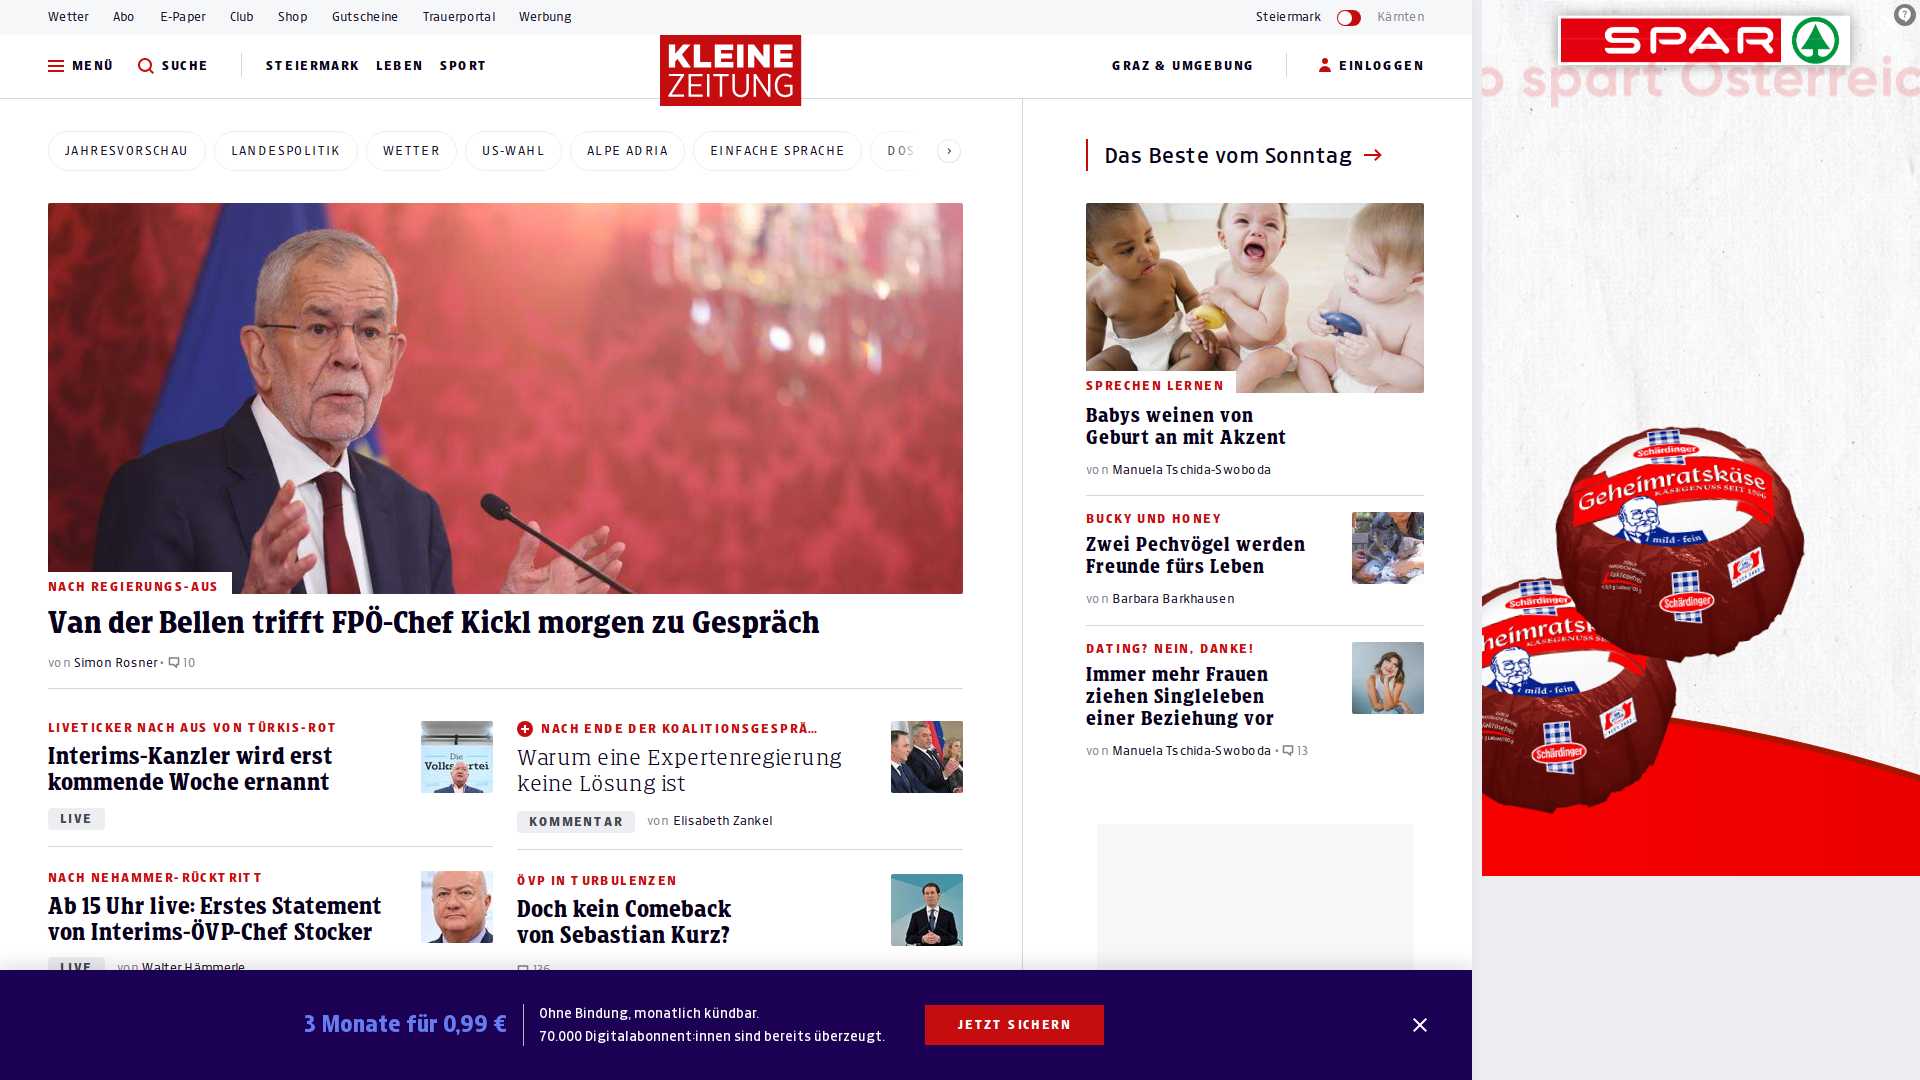 Wetter Abo E-Paper Club Shop Gutscheine Trauerportal Werbung
Steiermark Kärnten
MENÜ SUCHE STEIERMARK LEBEN SPORT
KLEINE
ZEITUNG
GRAZ & UMGEBUNG EINLOGGEN
JAHRESVORSCHAU LANDESPOLITIK WETTER US-WAHL ALPE ADRIA EINFACHE SPRACHE DOS
NACH REGIERUNGS-AUS
Van der Bellen trifft FPÖ-Chef Kickl morgen zu Gespräch
von Simon Rosner • 10
LIVETICKER NACH AUS VON TÜRKIS-ROT
Interims-Kanzler wird erst
kommende Woche ernannt
LIVE
Die
NACH ENDE DER KOALITIONSGESPRÄ...
Warum eine Expertenregierung
keine Lösung ist
KOMMENTAR von Elisabeth Zankel
NACH NEHAMMER-RÜCKTRITT
Ab 15 Uhr live: Erstes Statement
von Interims-ÖVP-Chef Stocker
LIVE von Walter Hämmerle
ÖVP IN TURBULENZEN
Doch kein Comeback
von Sebastian Kurz?
136
Das Beste vom Sonntag
SPRECHEN LERNEN
Babys weinen von
Geburt an mit Akzent
von Manuela Tschida-Swoboda
BUCKY UND HONEY
Zwei Pechvögel werden
Freunde fürs Leben
von Barbara Barkhausen
DATING? NEIN, DANKE!
Immer mehr Frauen
ziehen Singleleben
einer Beziehung vor
von Manuela Tschida-Swoboda • 13
SPAR
o spart Österreic
Schärdinger
Geheimratskäse
KÄSEGENUSS SEIT 1966
mild - fein
Schärdinger
Schärdinger
heimratskä
mild - fein
Schärdinger
3 Monate für 0,99 €
Ohne Bindung, monatlich kündbar.
70.000 Digitalabonnent:innen sind bereits überzeugt.
JETZT SICHERN